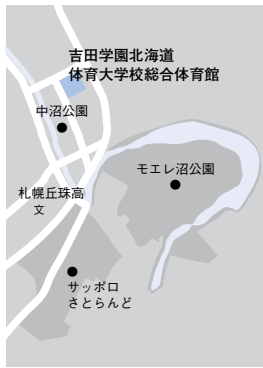 吉田学園北海道
体育大学校総合体育館
中沼公園
モエレ沼公園
札幌丘珠高
文
サッポロ
さとらんど